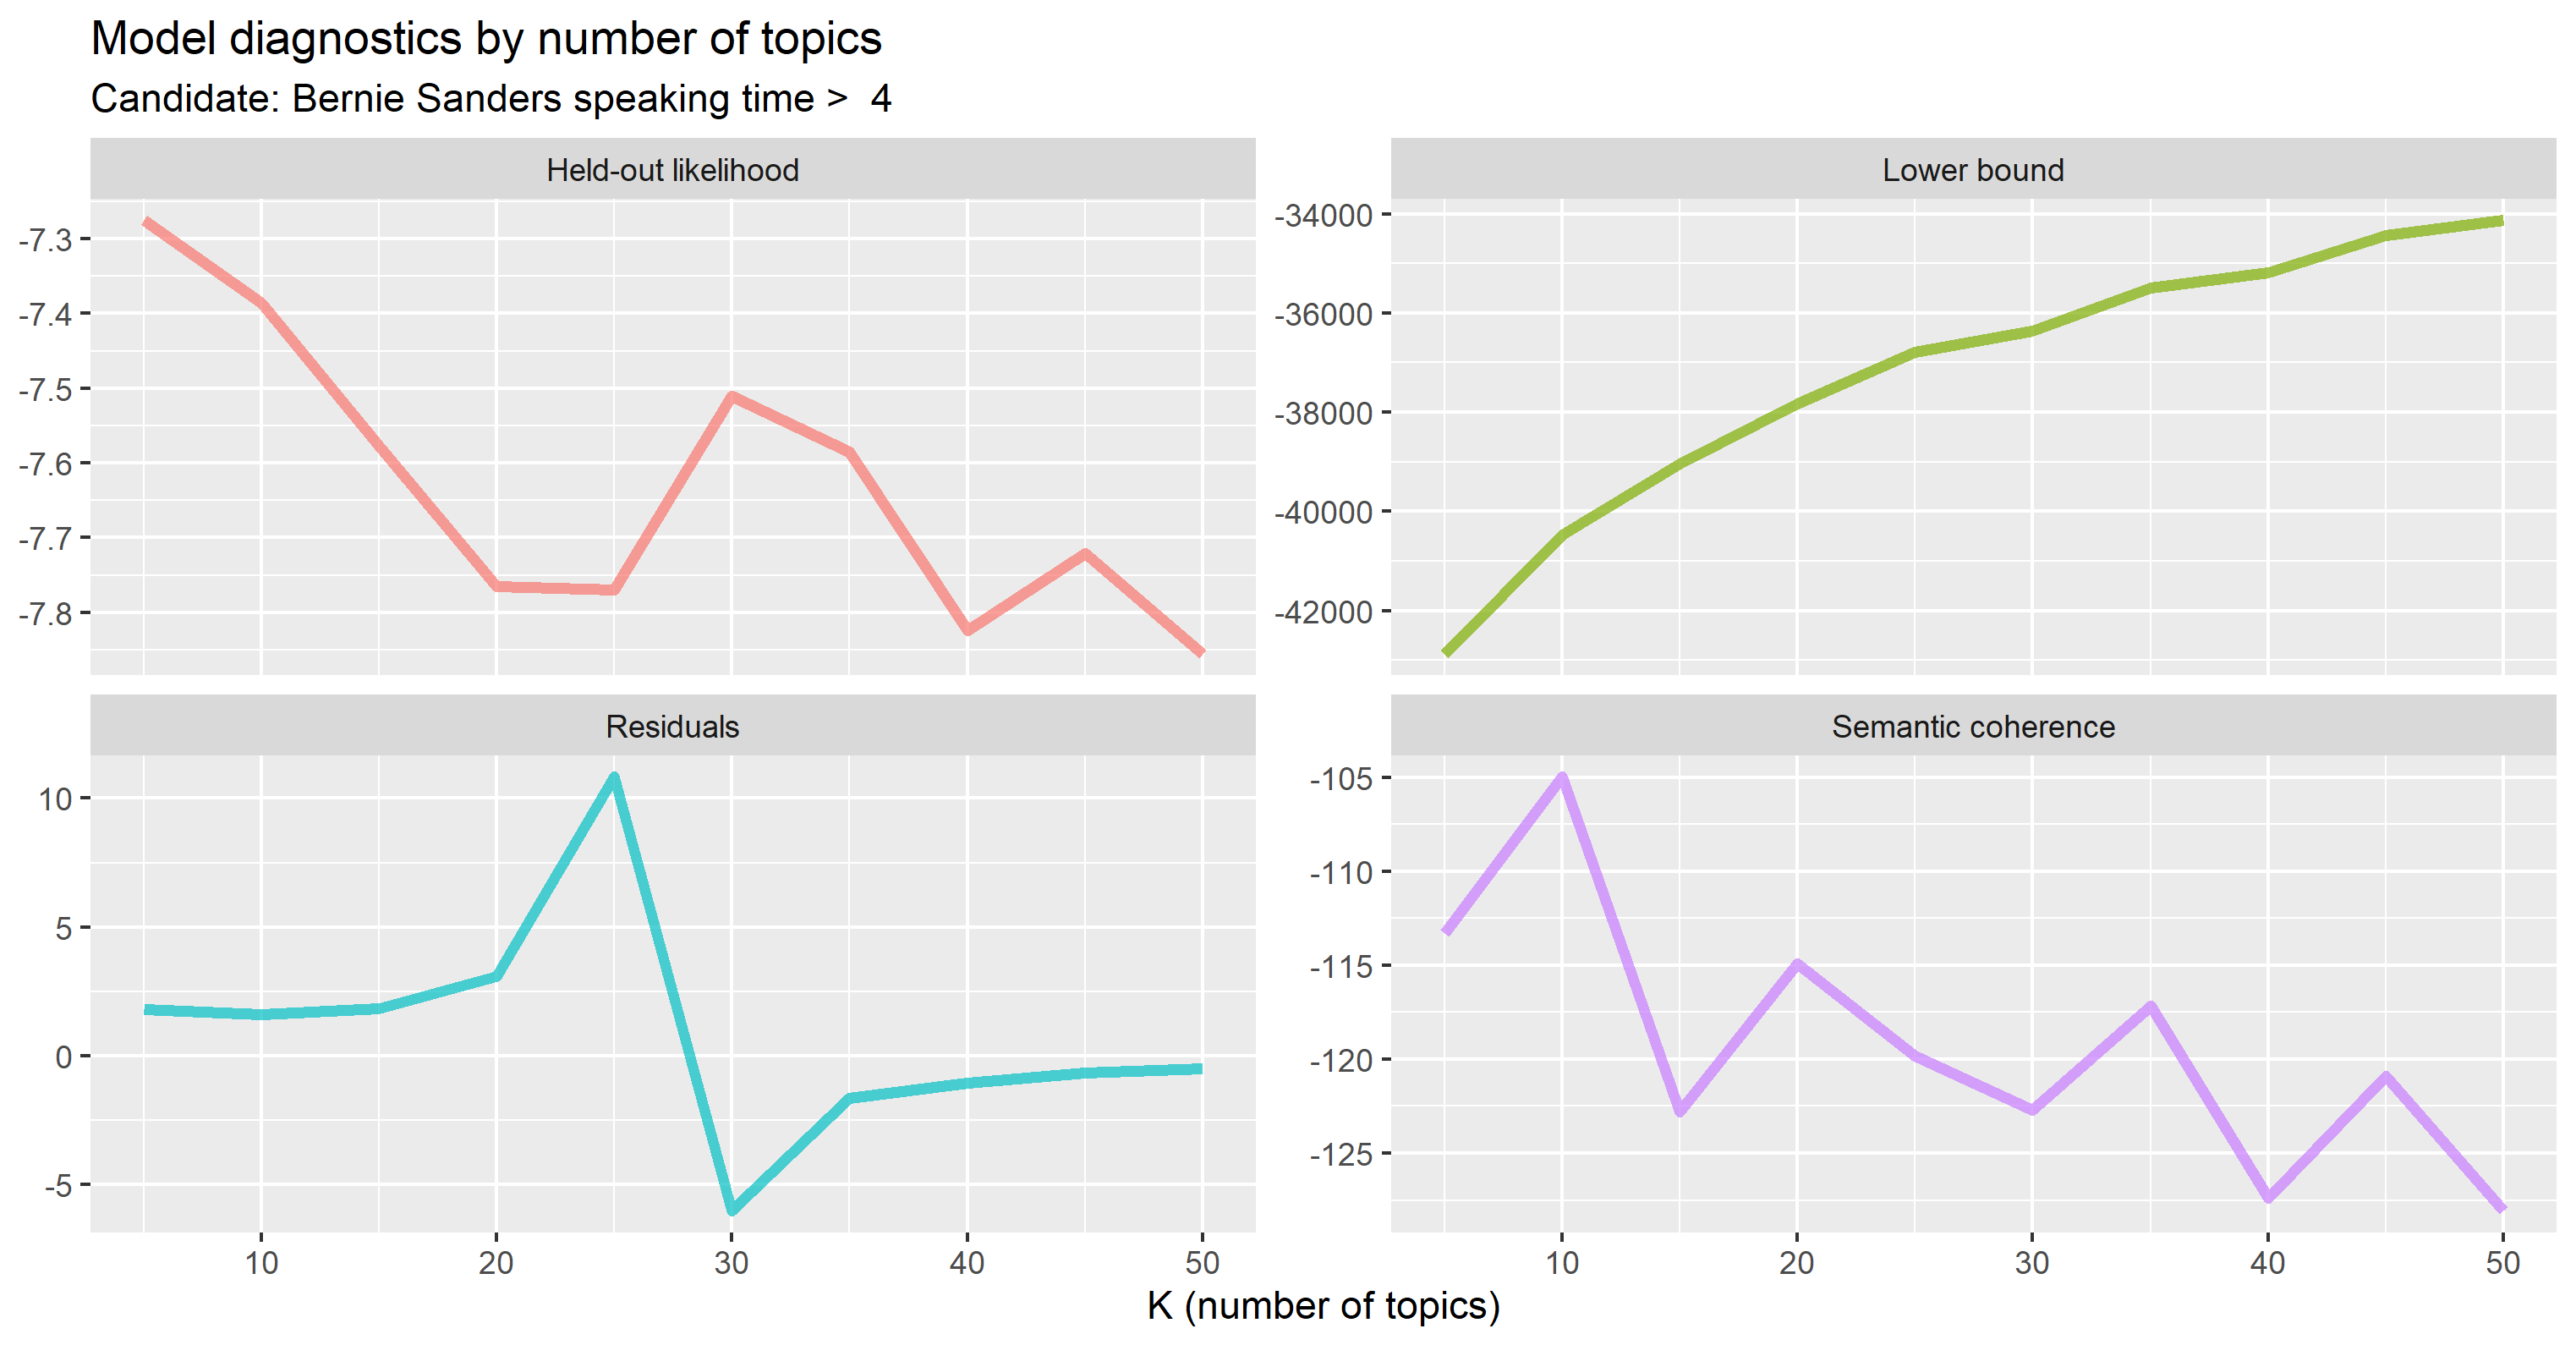 Model diagnostics by number of topics
Candidate: Bernie Sanders speaking time >  4
Held-out likelihood
-7.3
-7.4
-7.5
-7.6
-7.7
-7.8
Lower bound
-34000
-36000
-38000
-40000
-42000
Residuals
10
5
0
-5
10 20 30 40 50
Semantic coherence
-105
-110
-115
-120
-125
10 20 30 40 50
K (number of topics)